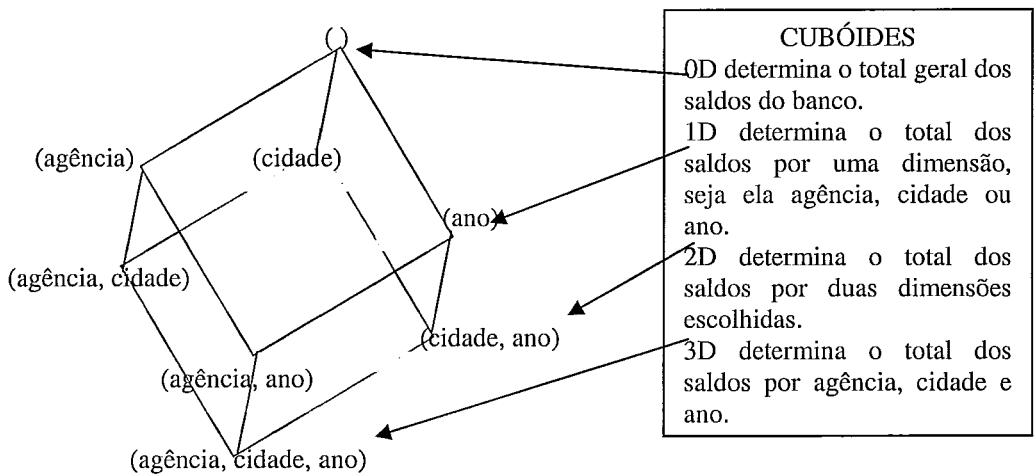 ()
(agência)
(cidade)
(ano)
(agência, cidade)
(cidade, ano)
(agência, ano)
(agência, cidade, ano)
CUBÓIDES
0D determina o total geral dos
saldos do banco.
1D determina o total dos
saldos por uma dimensão,
seja ela agência, cidade ou
ano.
2D determina o total dos
saldos por duas dimensões
escolhidas.
3D determina o total dos
saldos por agência, cidade e
ano.